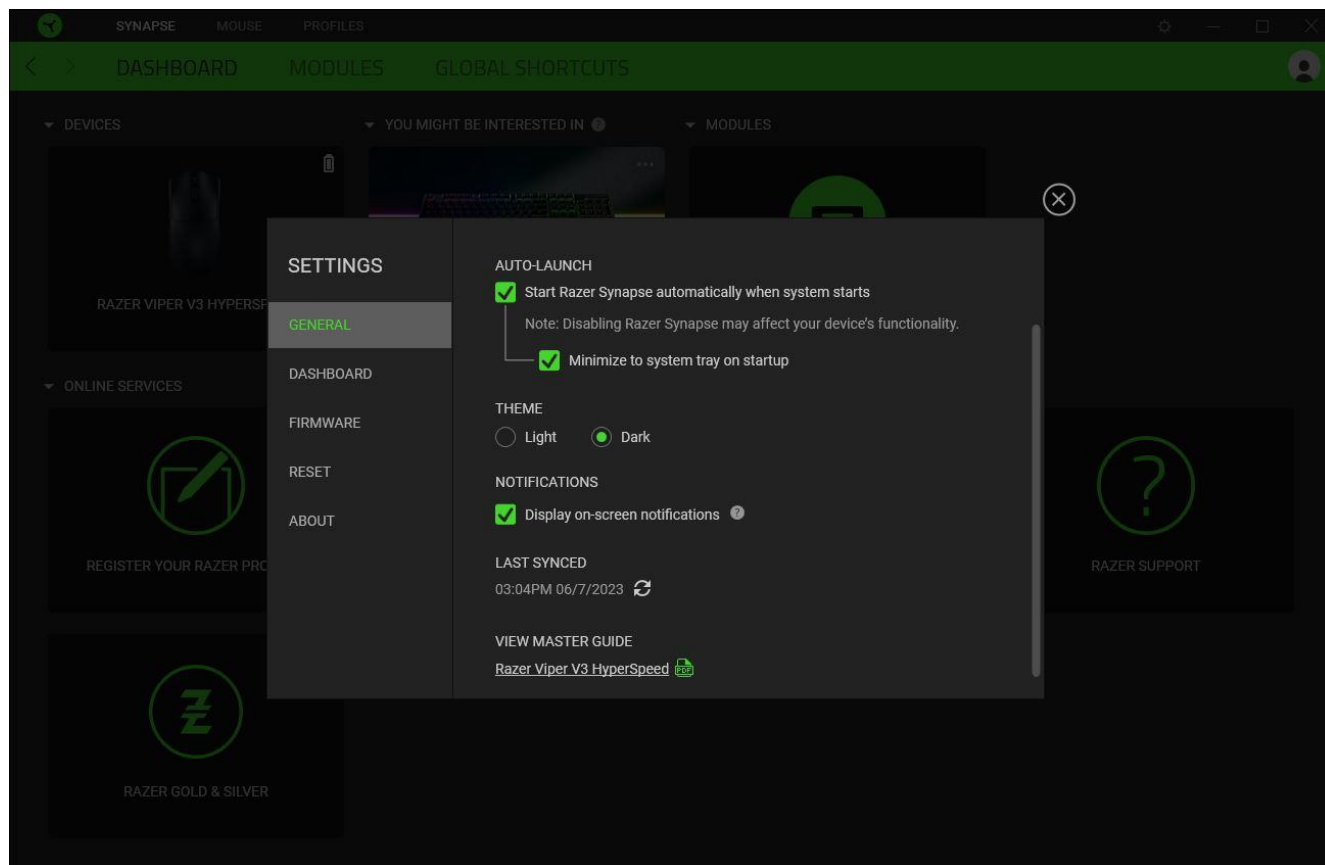 SYNAPSE MOUSE PROFILES
DASHBOARD MODULES GLOBAL SHORTCUTS
DEVICES
YOU MIGHT BE INTERESTED IN ?
MODULES
RAZER VIPER V3
ONLINE SERVICES
REGISTER YOUR RAZER
RAZER GOLD & SILVER
RAZER SUPPORT
SETTINGS
GENERAL
DASHBOARD
FIRMWARE
RESET
ABOUT
AUTO-LAUNCH
Start Razer Synapse automatically when system starts
Note: Disabling Razer Synapse may affect your device’s functionality.
Minimize to system tray on startup
THEME
Light Dark
NOTIFICATIONS
Display on-screen notifications ?
LAST SYNCED
03:04PM 06/7/2023
VIEW MASTER GUIDE
Razer Viper V3 HyperSpeed PDF